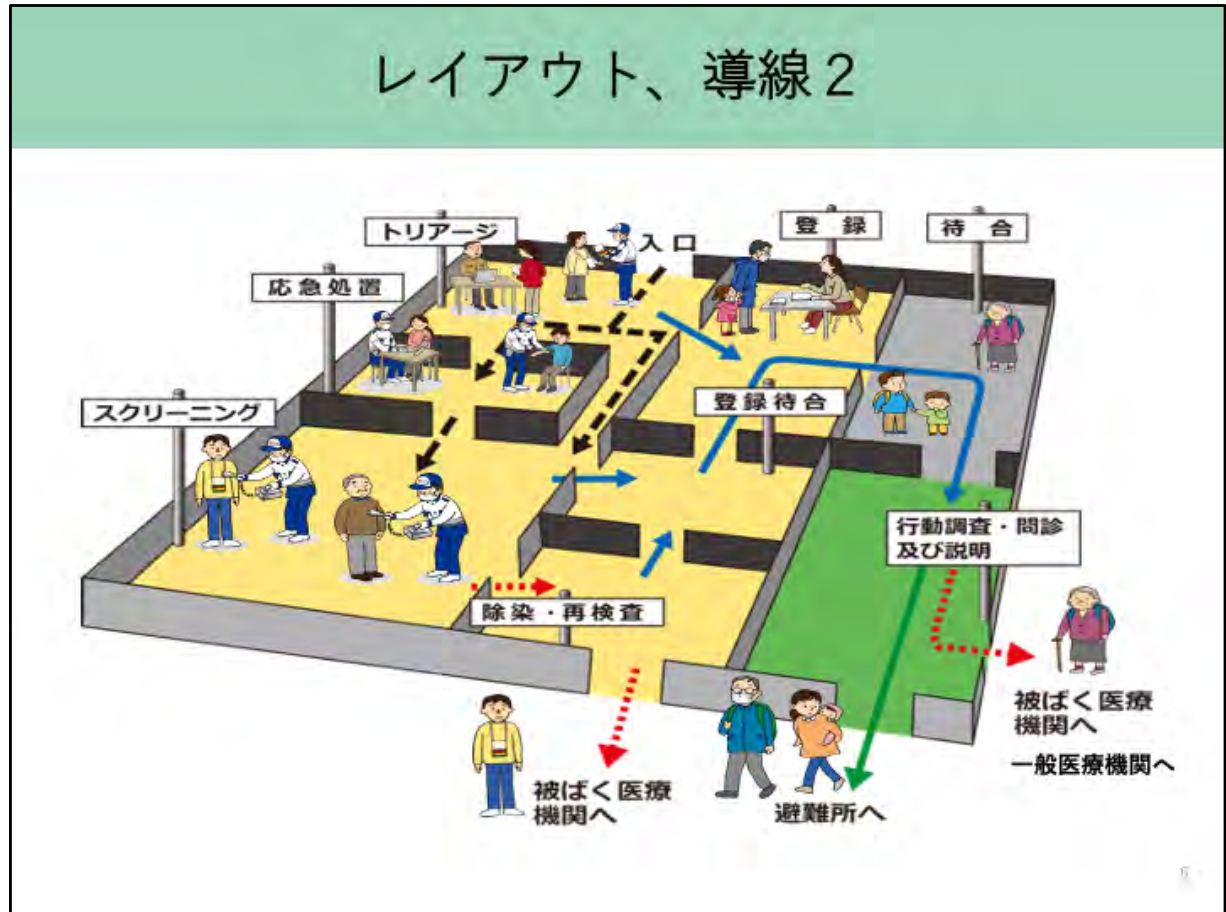 レイアウト、導線２
トリアージ
入口
登録
待合
応急処置
スクリーニング
登録待合
行動調査・問診
及び説明
除染・再検査
被ばく医療
機関へ
一般医療機関へ
被ばく医療
機関へ
避難所へ
6